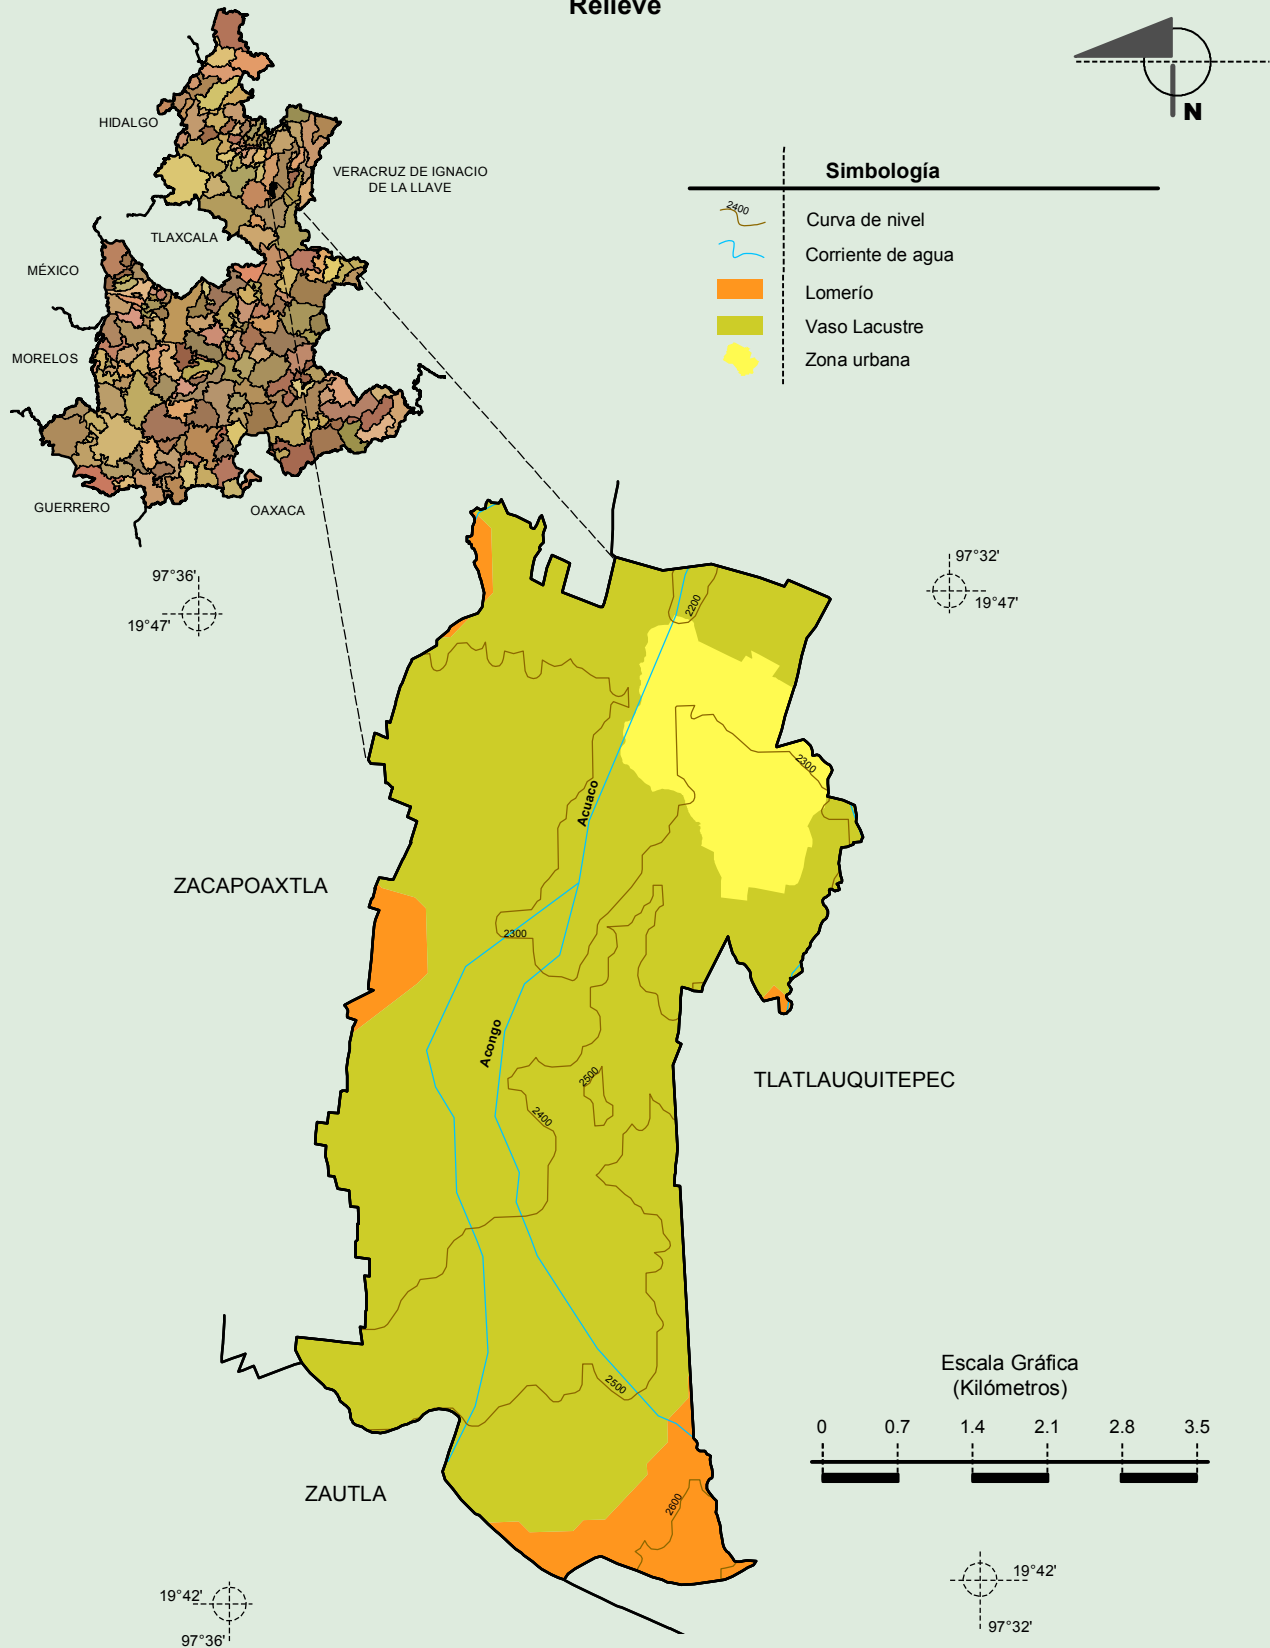 Relieve
N
HIDALGO
VERACRUZ DE IGNACIO
DE LA LLAVE
TLAXCALA
MÉXICO
MORELOS
GUERRERO
OAXACA
Simbología
2400
Curva de nivel
Corriente de agua
Lomerío
Vaso Lacustre
Zona urbana
97°36'
19°47'
97°32'
19°47'
2200
2300
Acuaco
ZACAPOAXTLA
2300
Acongo
2500
2400
TLATLAUQUITEPEC
2500
ZAUTLA
2600
Escala Gráfica
(Kilómetros)
0 0.7 1.4 2.1 2.8 3.5
19°42'
97°36'
19°42'
97°32'